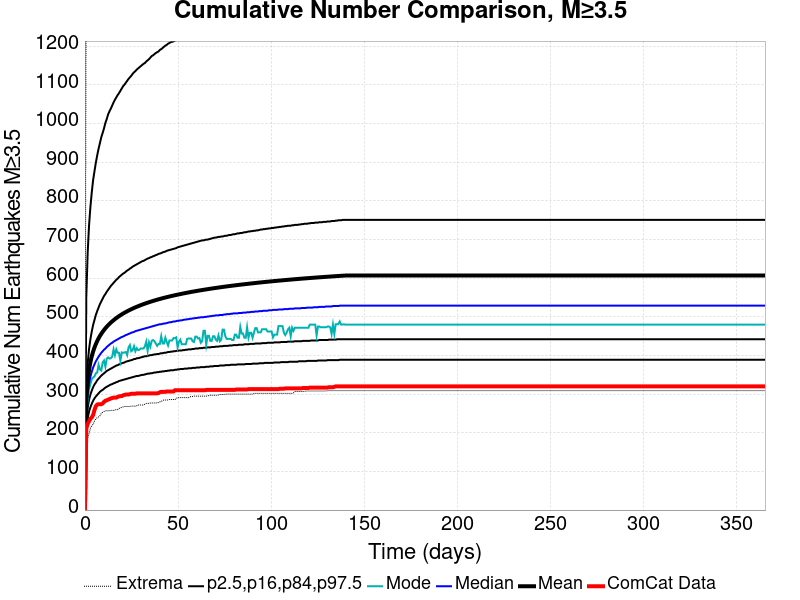 Cumulative Number Comparison, M≥3.5
Cumulative Num Earthquakes M≥3.5
1200
1100
1000
900
800
700
600
500
400
300
200
100
0
0 50 100 150 200 250 300 350
Time (days)
Extrema p2.5,p16,p84,p97.5 Mode Median Mean ComCat Data